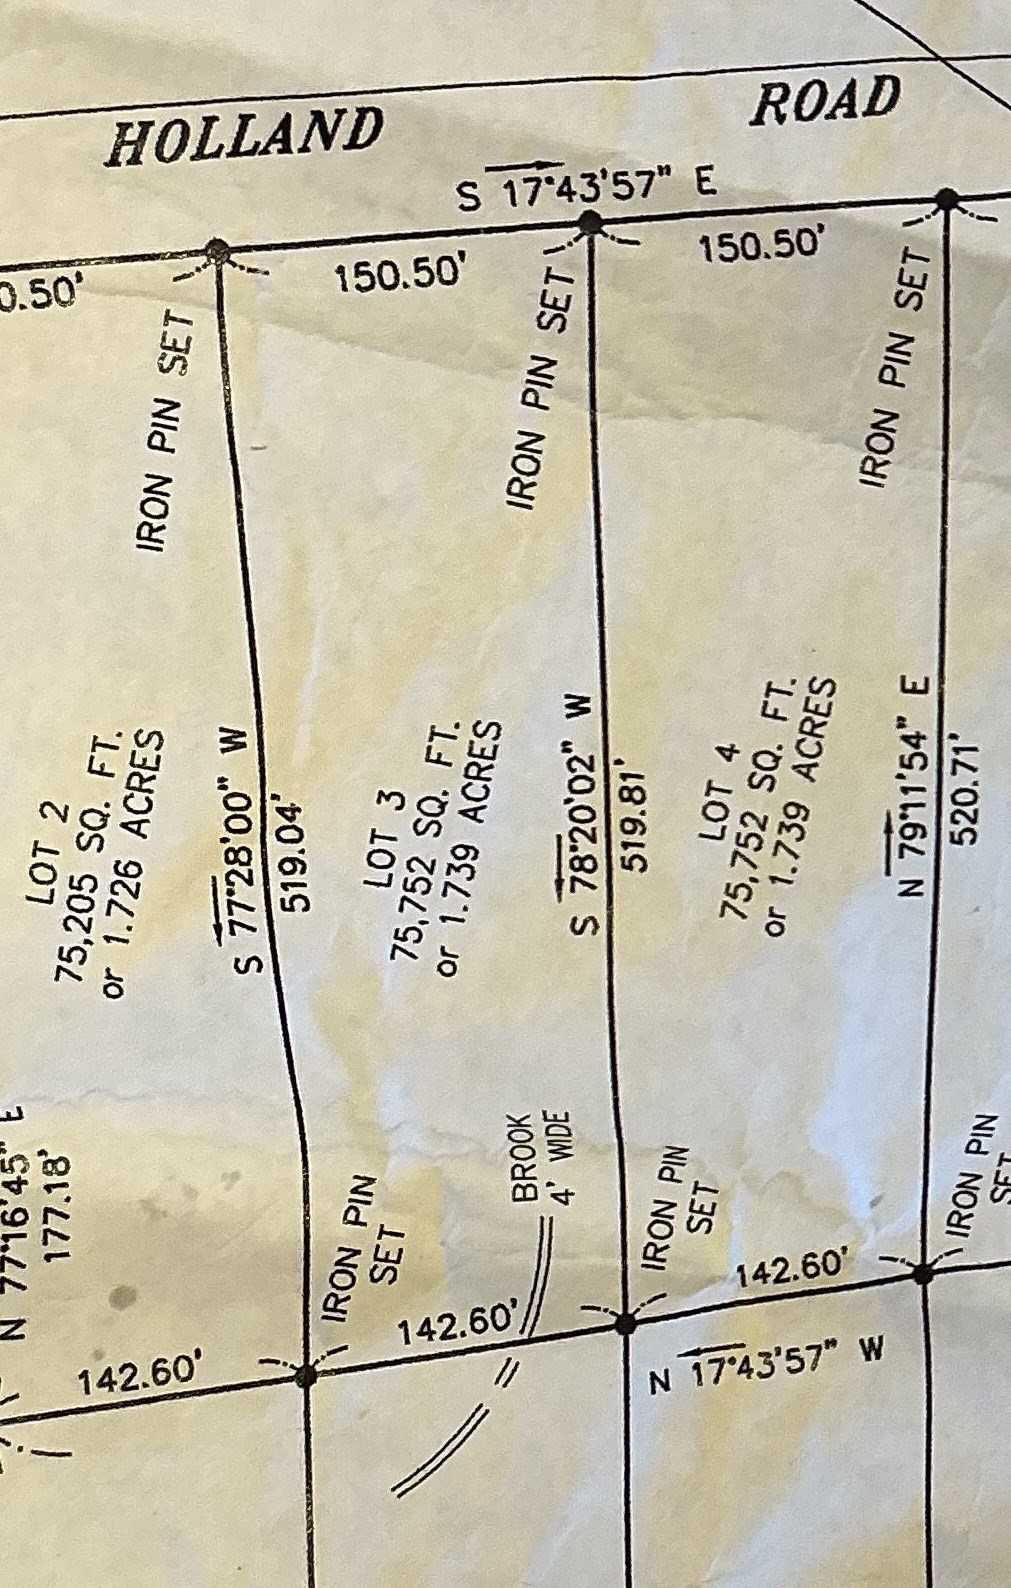 HOLLAND ROAD
S 17°43'57" E
0.50'
150.50'
150.50'
IRON PIN SET
IRON PIN SET
IRON PIN SET
LOT 2
75,205 SQ. FT.
or 1.726 ACRES
S 77°28'00" W
519.04'
LOT 3
75,752 SQ. FT.
or 1.739 ACRES
S 78°20'02" W
519.81'
LOT 4
75,752 SQ. FT.
or 1.739 ACRES
N 79°11'54" E
520.71'
N 77°16'45" E
177.18'
IRON PIN
SET
BROOK
4' WIDE
IRON PIN
SET
IRON PIN
SE
142.60'
142.60'
142.60'
N 17°43'57" W